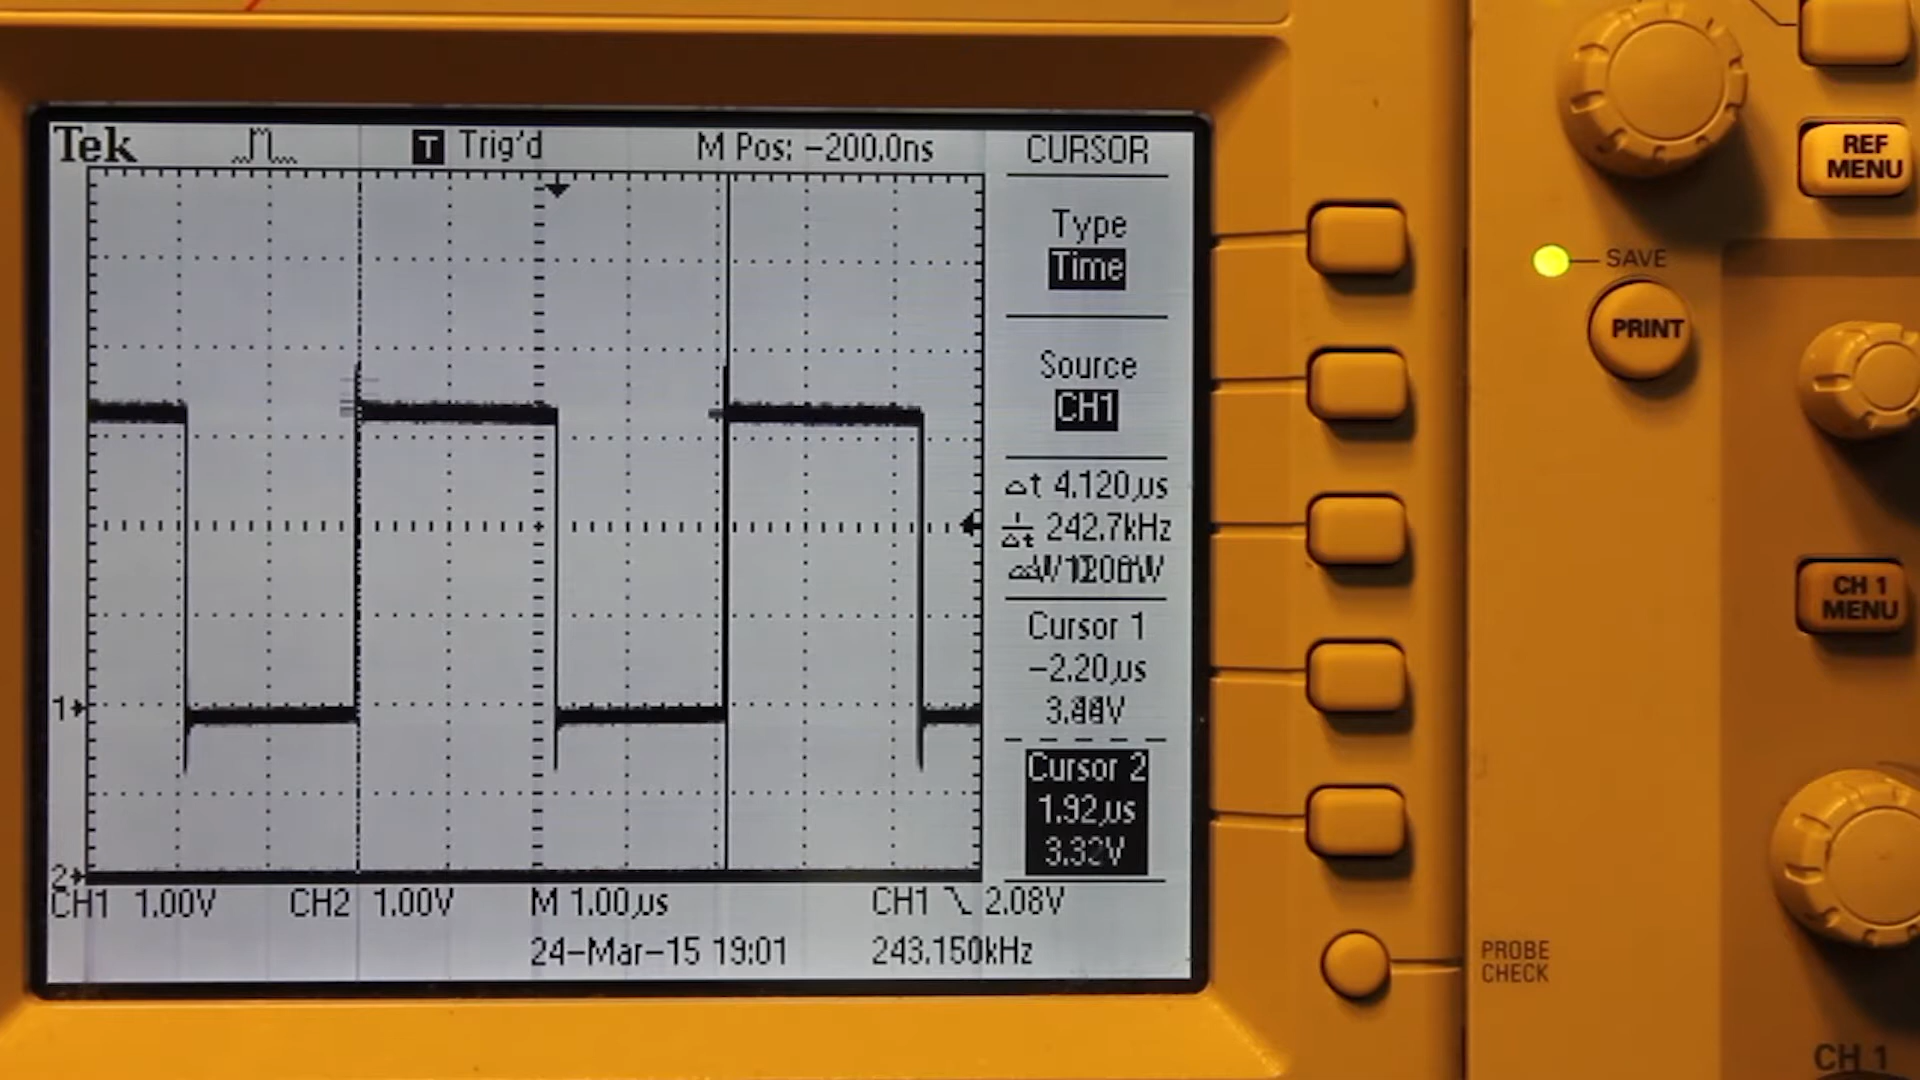 Tek T Trig'd M Pos: -200.0ns CURSOR
Type
Time
Source
CH1
Δt 4.120µs
1/Δt 242.7kHz
Cursor 1
-2.20µs
Cursor 2
1.92µs
3.32V
1
2
CH1 1.00V CH2 1.00V M 1.00µs CH1 2.08V
24-Mar-15 19:01 243.150kHz
REF
MENU
SAVE
PRINT
CH 1
MENU
PROBE
CHECK
CH 1